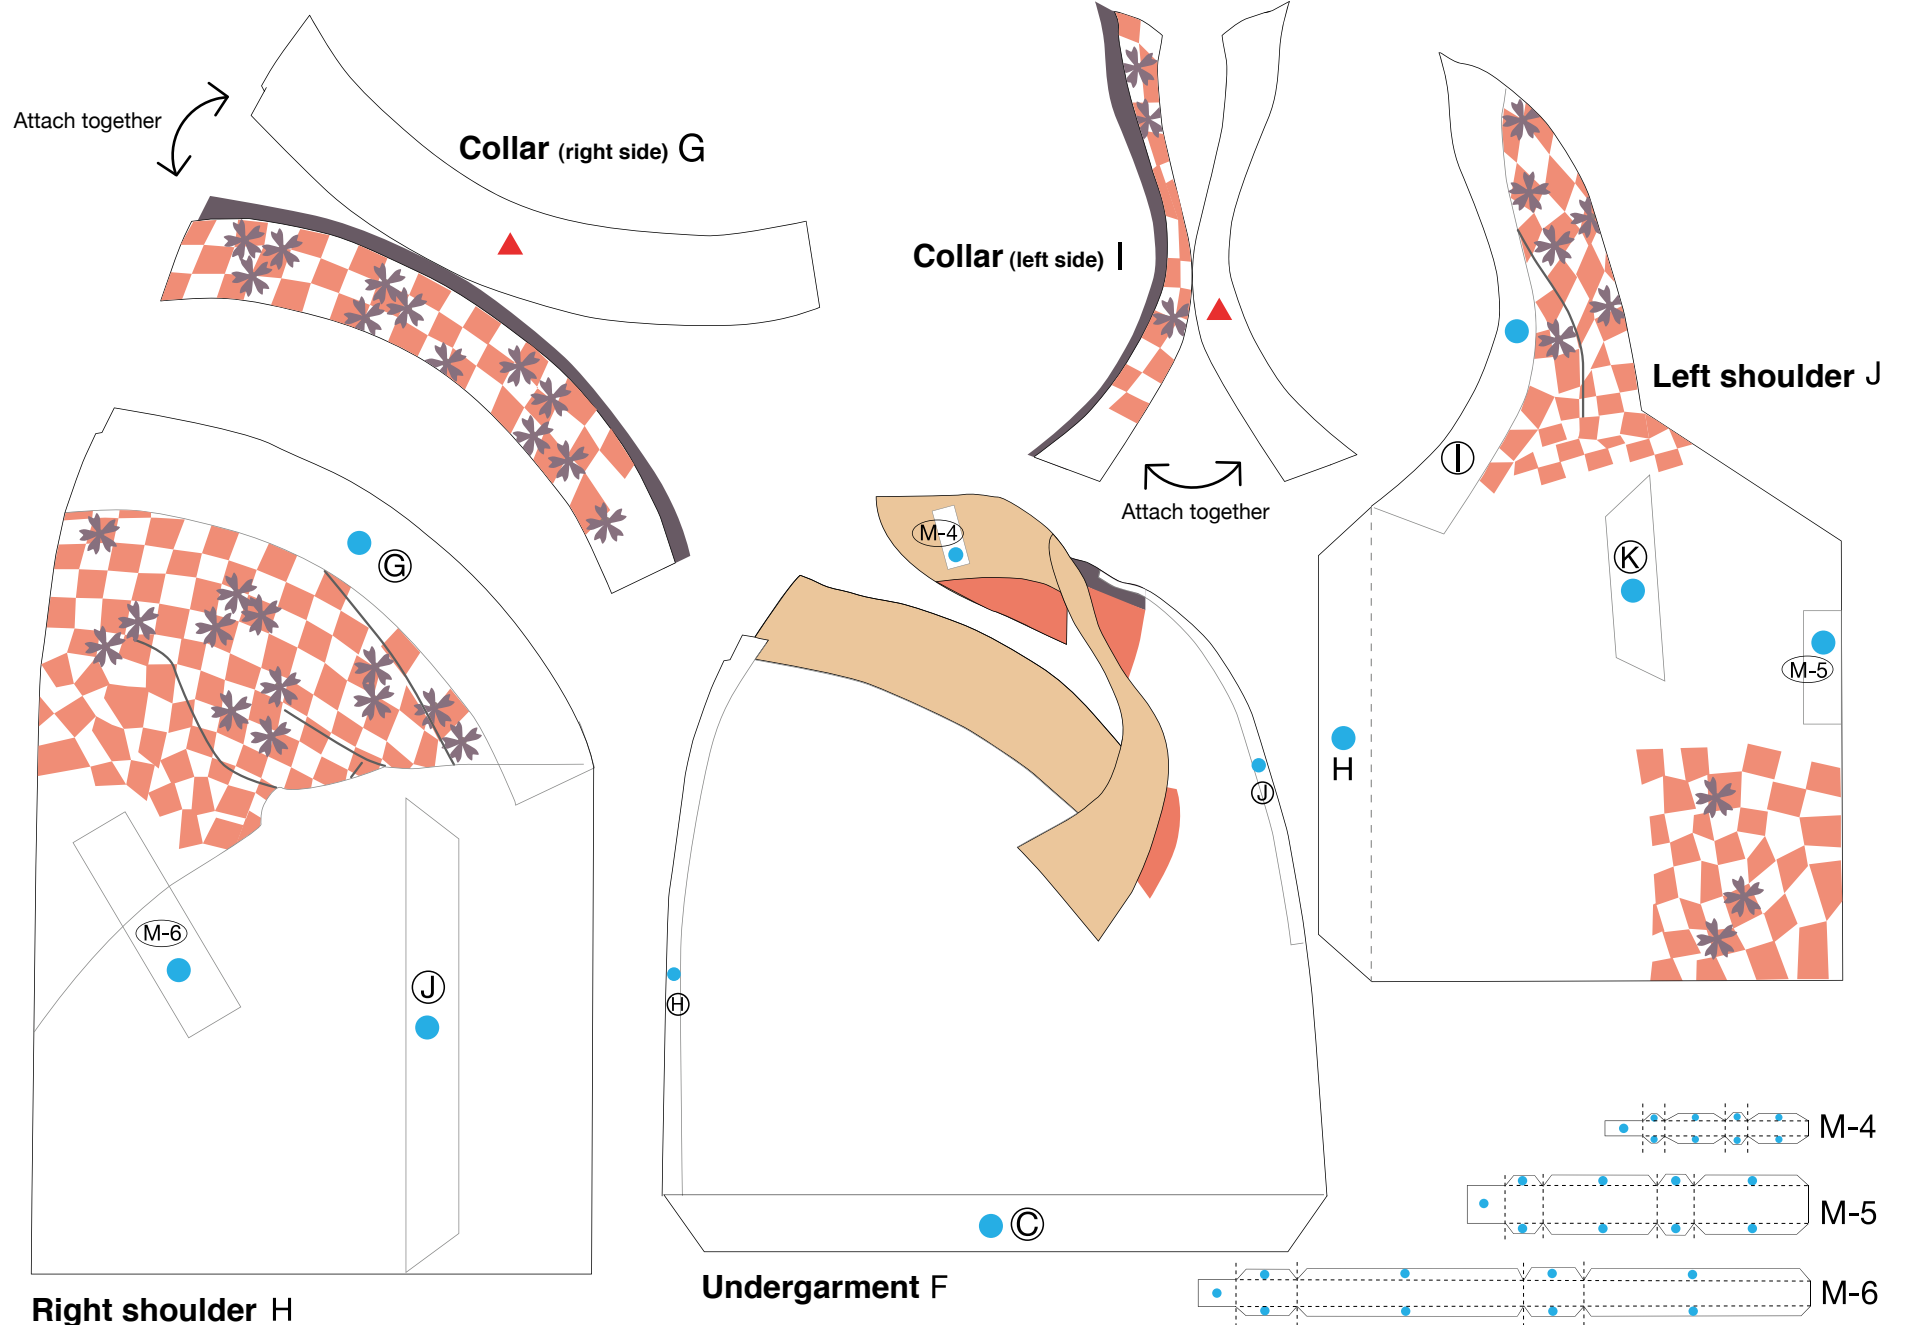 Attach together
Collar (right side) G
Collar (left side) I
Attach together
Left shoulder J
I
M-4
K
M-5
G
H
J
M-6
J
H
C
Undergarment F
Right shoulder H
M-4
M-5
M-6